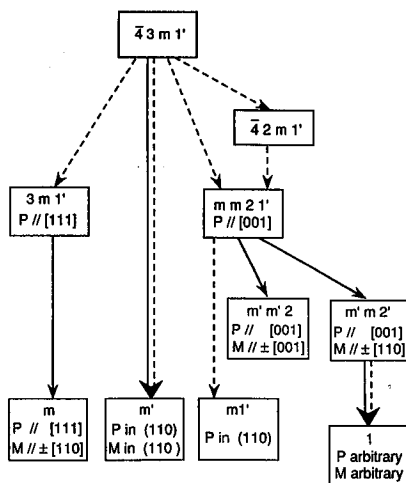 4̅ 3 m 1'
4̅ 2 m 1'
3 m 1'
P // [111]
m m 2 1'
P // [001]
m' m' 2
P // [001]
M // ± [001]
m' m 2'
P // [001]
M // ± [110]
m
P // [111]
M // ± [110]
m'
P in (110)
M in (110 )
m1'
P in (110)
1
P arbitrary
M arbitrary